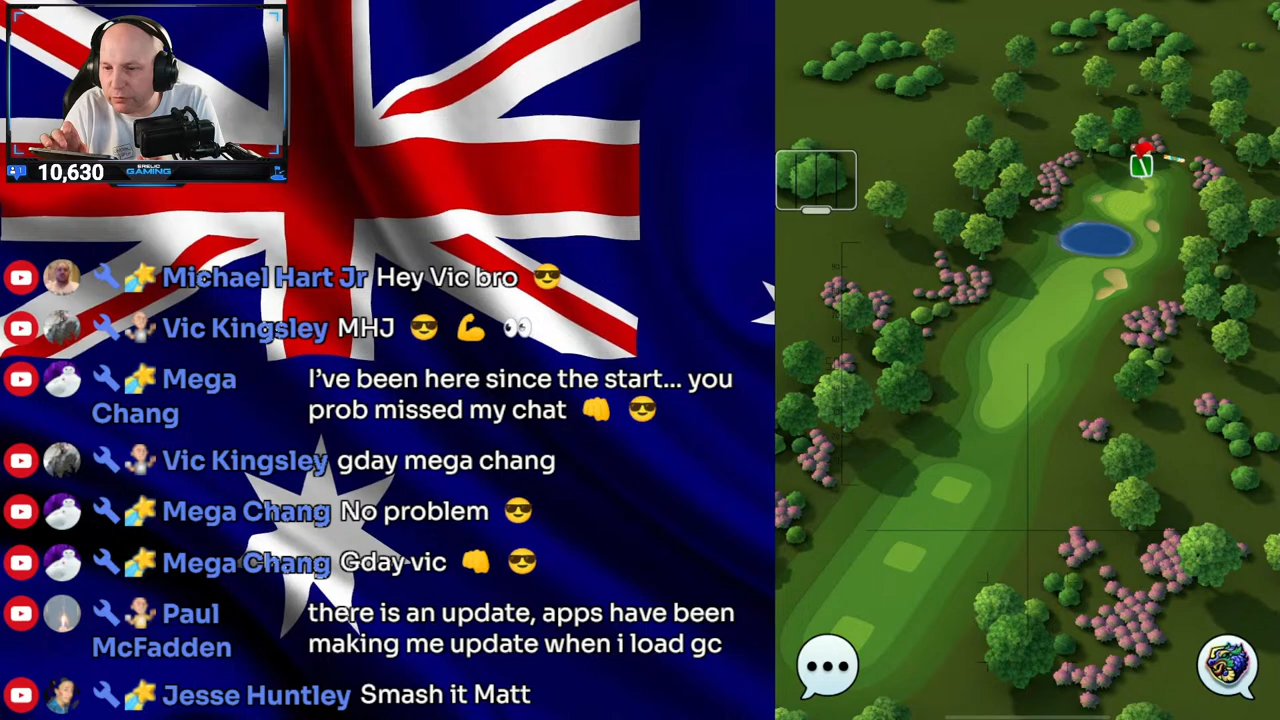 10,630
ERELIC
GAMING
Michael Hart Jr Hey Vic bro 😎
Vic Kingsley MHJ 😎 💪 👀
Mega Chang I've been here since the start... you
prob missed my chat 👊 😎
Vic Kingsley gday mega chang
Mega Chang No problem 😎
Mega Chang Gday vic 👊 😎
Paul McFadden there is an update, apps have been
making me update when i load gc
Jesse Huntley Smash it Matt